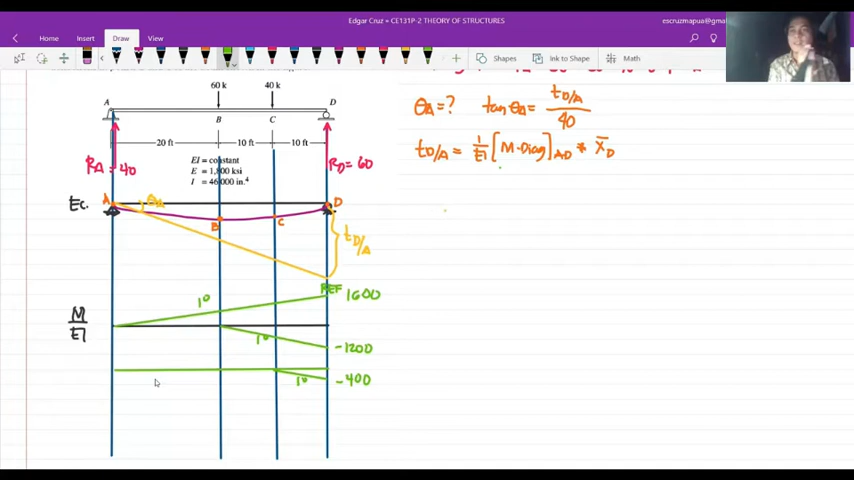 Edgar Cruz » CE131P-2 THEORY OF STRUCTURES
escruzmapua@gma
Home Insert Draw View
Shapes Ink to Shape Math
60 k 40 k
A D
B C
20 ft 10 ft 10 ft
EI = constant
E = 1,800 ksi
I = 46,000 in.⁴
RA = 40
RD = 60
θA = ? tan θA = tD/A / 40
tD/A = 1/EI [M-Diag]AD * x̄D
EC.
A θA D
B C
tD/A
REF
1° 1600
M/EI
1° -1200
1° -400